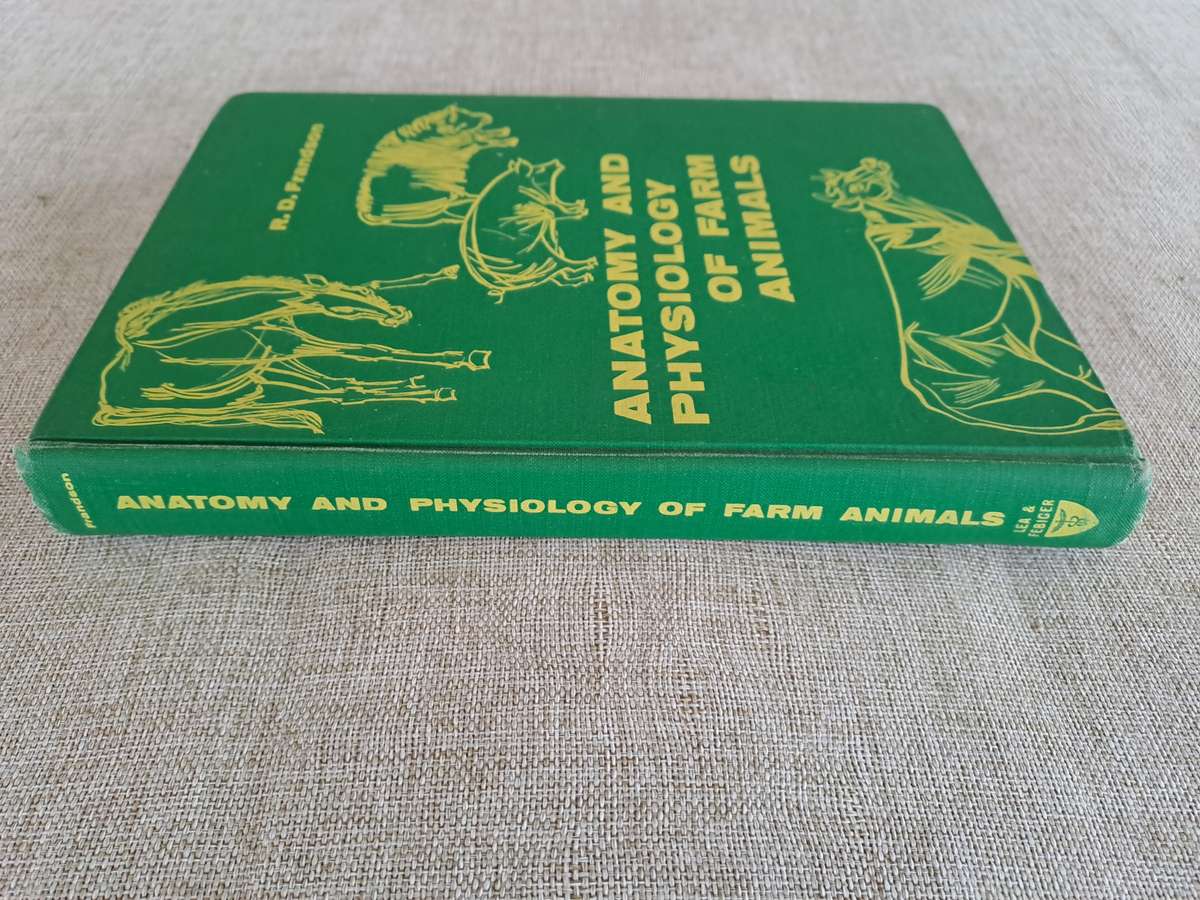 R. D. Frandson
ANATOMY AND
PHYSIOLOGY
OF FARM
ANIMALS
Frandson
ANATOMY AND PHYSIOLOGY OF FARM ANIMALS
LEA &
FEBIGER